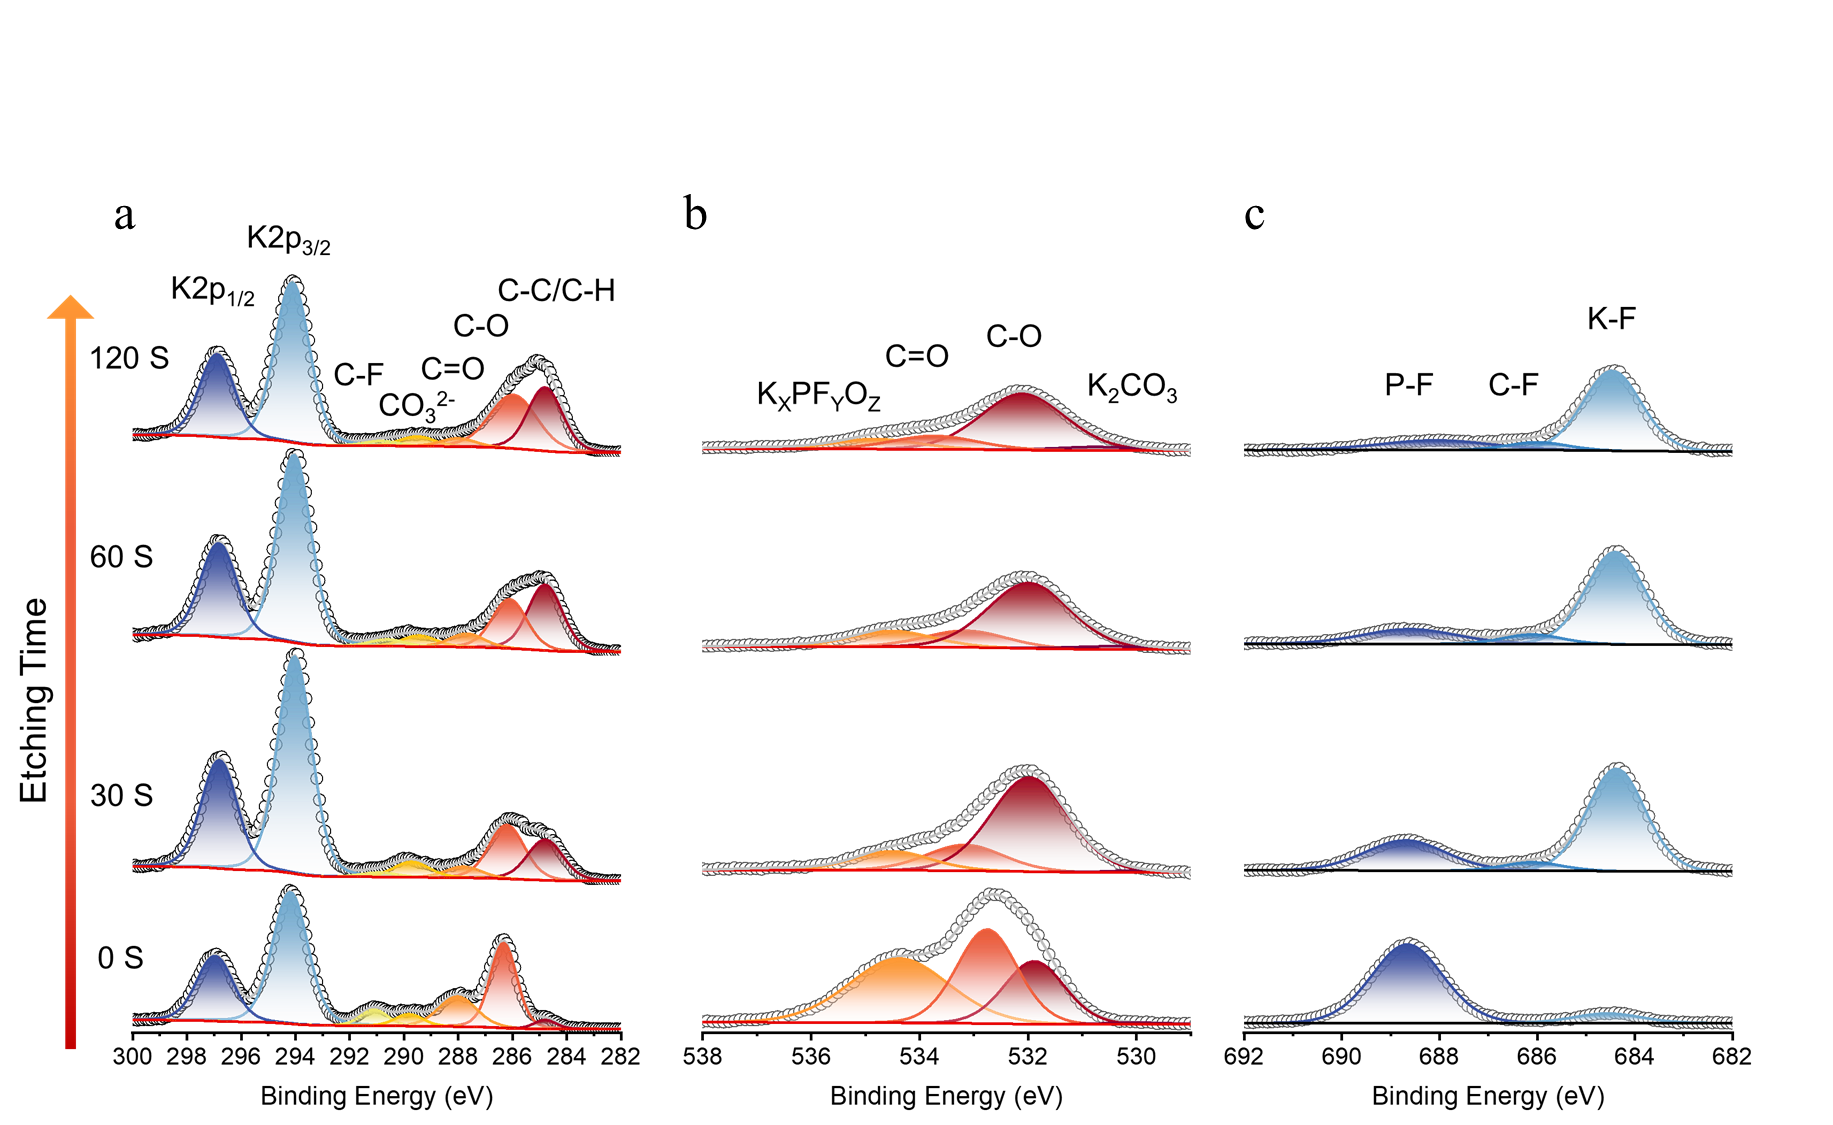 a
b
c
K2p3/2
K2p1/2
C-C/C-H
C-O
C-F
C=O
CO3 2-
C-O
C=O
KXPFYOZ
K2CO3
K-F
P-F
C-F
120 S
60 S
30 S
0 S
Etching Time
300 298 296 294 292 290 288 286 284 282
538 536 534 532 530
692 690 688 686 684 682
Binding Energy (eV)
Binding Energy (eV)
Binding Energy (eV)